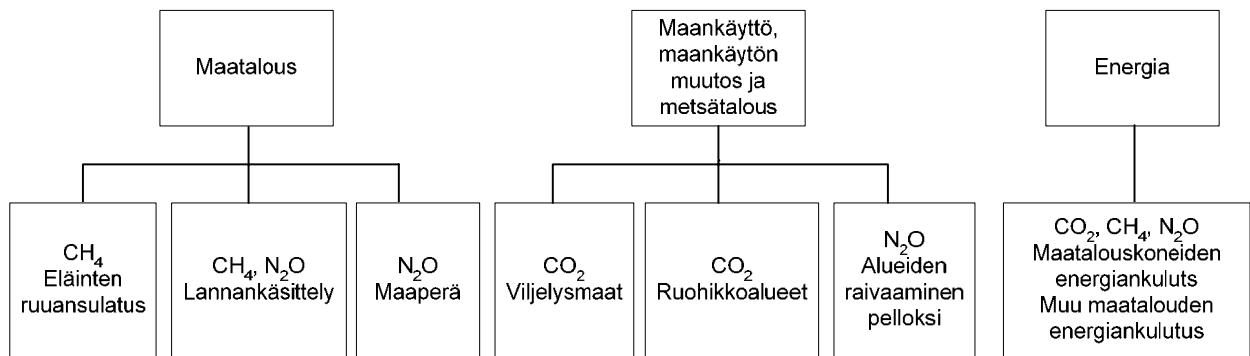 Maatalous
Maankäyttö,
maankäytön
muutos ja
metsätalous
Energia
CH₄
Eläinten
ruuansulatus
CH₄, N₂O
Lannankäsittely
N₂O
Maaperä
CO₂
Viljelysmaat
CO₂
Ruohikkoalueet
N₂O
Alueiden
raivaaminen
pelloksi
CO₂, CH₄, N₂O
Maatalouskoneiden
energiankuluts
Muu maatalouden
energiankulutus